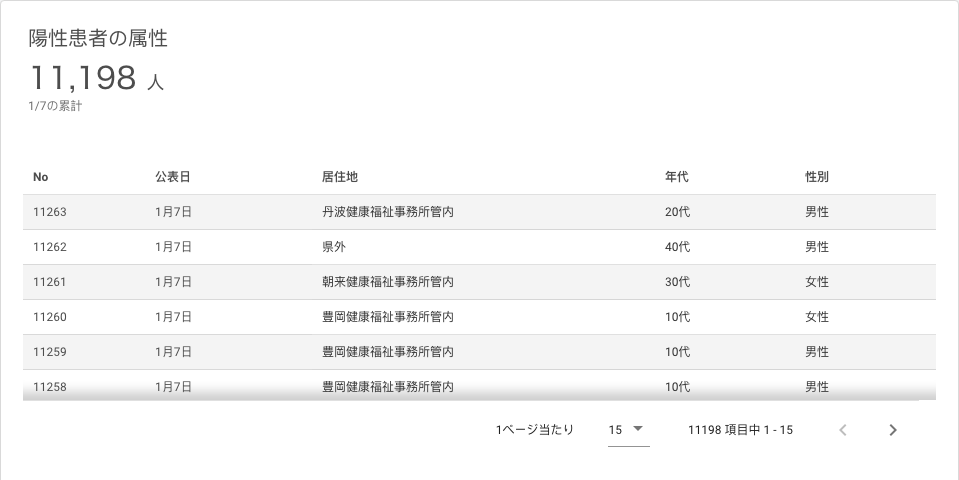 陽性患者の属性
11,198 人
1/7の累計
No 公表日 居住地 年代 性別
11263 1月7日 丹波健康福祉事務所管内 20代 男性
11262 1月7日 県外 40代 男性
11261 1月7日 朝来健康福祉事務所管内 30代 女性
11260 1月7日 豊岡健康福祉事務所管内 10代 女性
11259 1月7日 豊岡健康福祉事務所管内 10代 男性
11258 1月7日 豊岡健康福祉事務所管内 10代 男性
1ページ当たり 15 11198 項目中 1 - 15